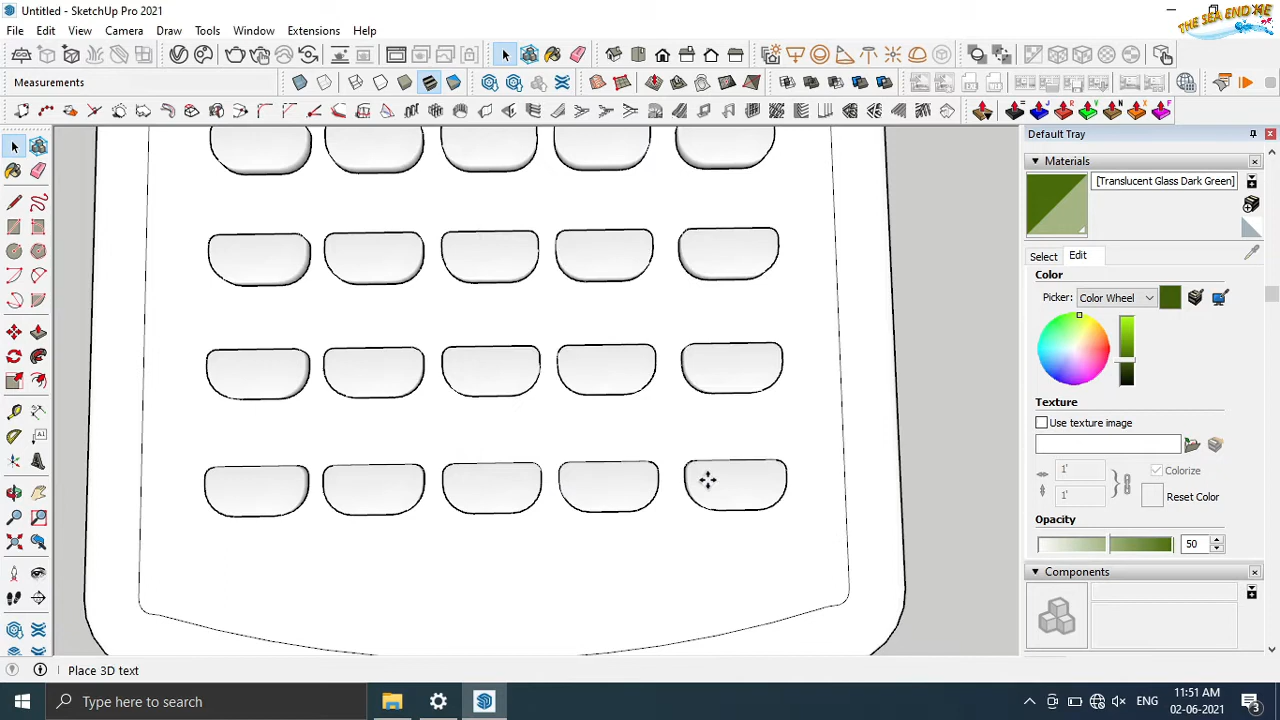 Untitled - SketchUp Pro 2021
THE SEA END ME
File Edit View Camera Draw Tools Window Extensions Help
Measurements
Default Tray
Materials
[Translucent Glass Dark Green]
Select Edit
Color
Picker: Color Wheel
Texture
Use texture image
1' Colorize
1' Reset Color
Opacity
50
Components
Place 3D text
Type here to search
ENG
11:51 AM
02-06-2021
3